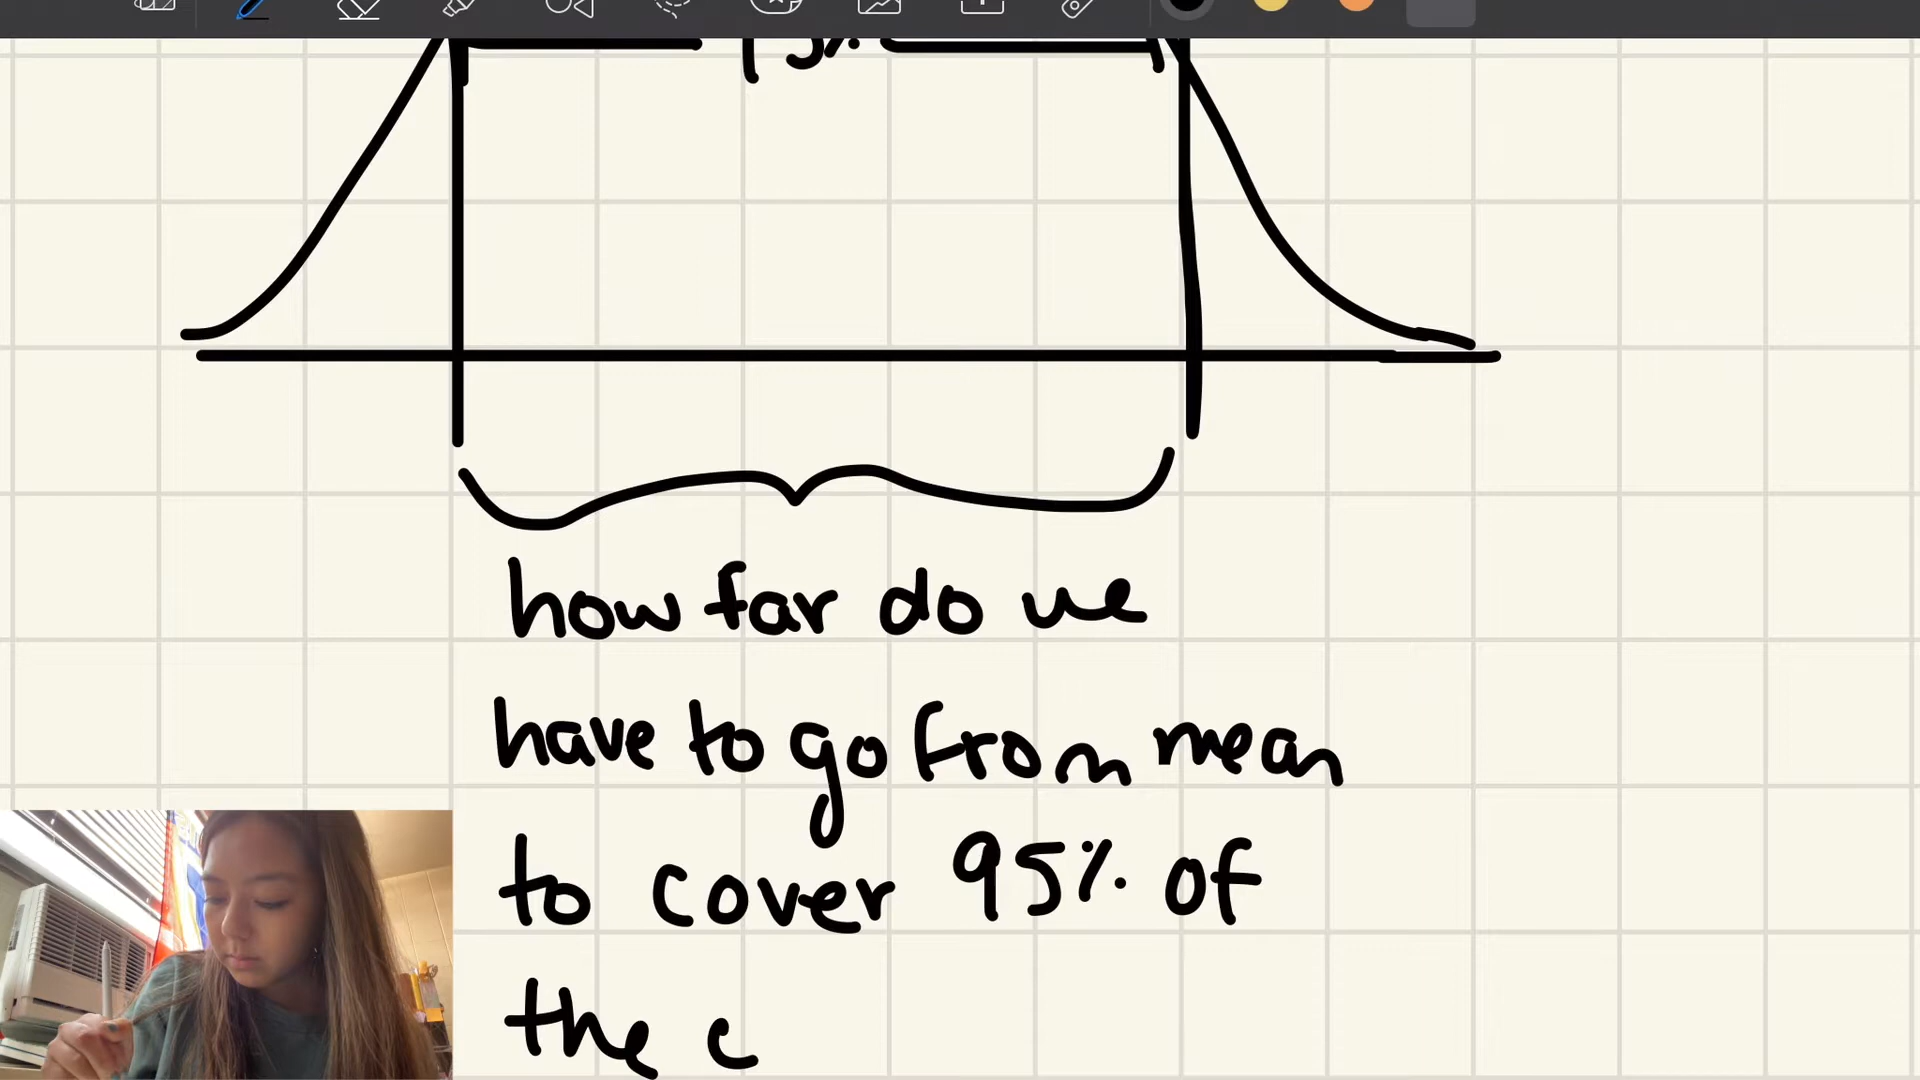 how far do we
have to go from mean
to cover 95% of
the c